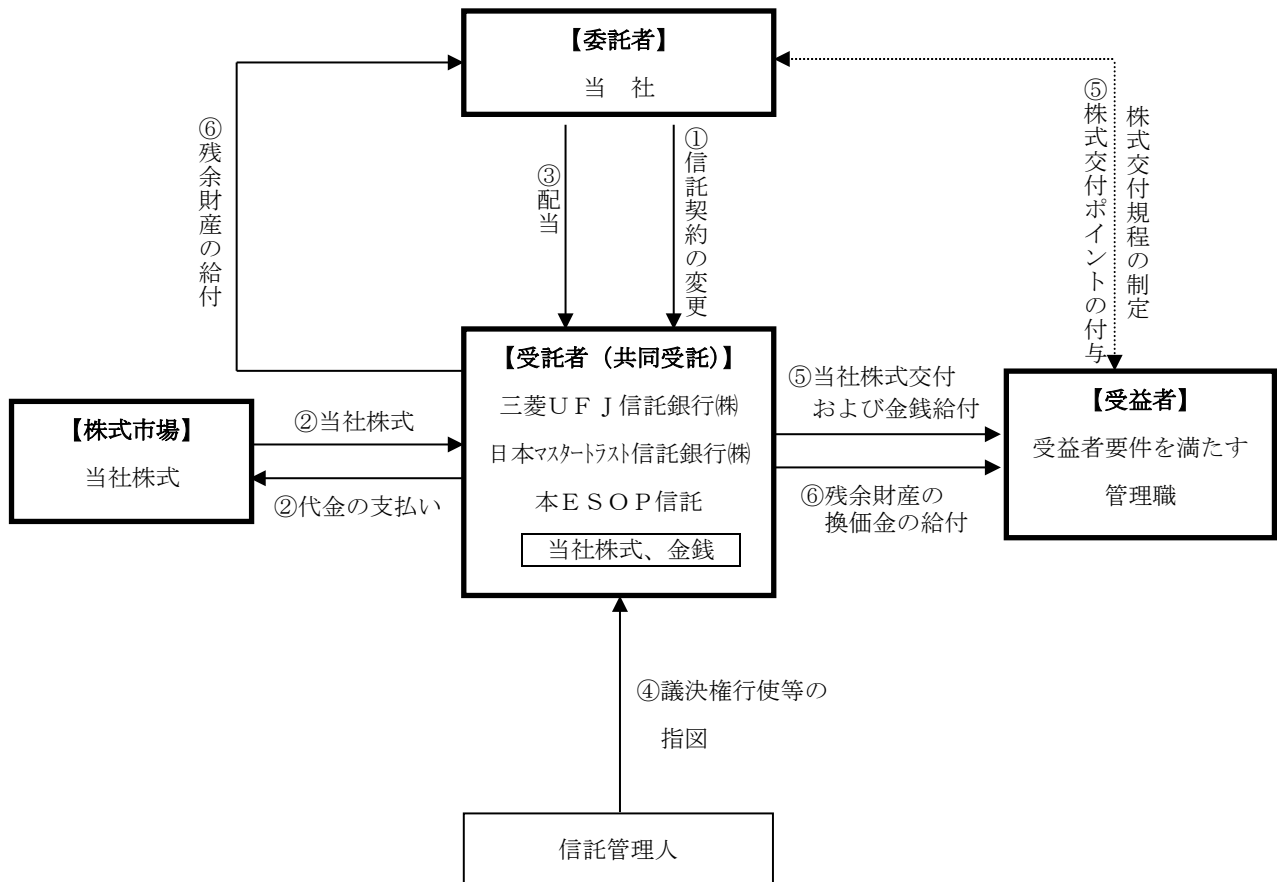 【委託者】
当 社
⑥残余財産の給付
③配当
①信託契約の変更
⑤株式交付ポイントの付与
株式交付規程の制定
【株式市場】
当社株式
②当社株式
②代金の支払い
【受託者（共同受託）】
三菱ＵＦＪ信託銀行㈱
日本ﾏｽﾀｰﾄﾗｽﾄ信託銀行㈱
本ＥＳＯＰ信託
当社株式、金銭
⑤当社株式交付
および金銭給付
⑥残余財産の
換価金の給付
【受益者】
受益者要件を満たす
管理職
④議決権行使等の
指図
信託管理人